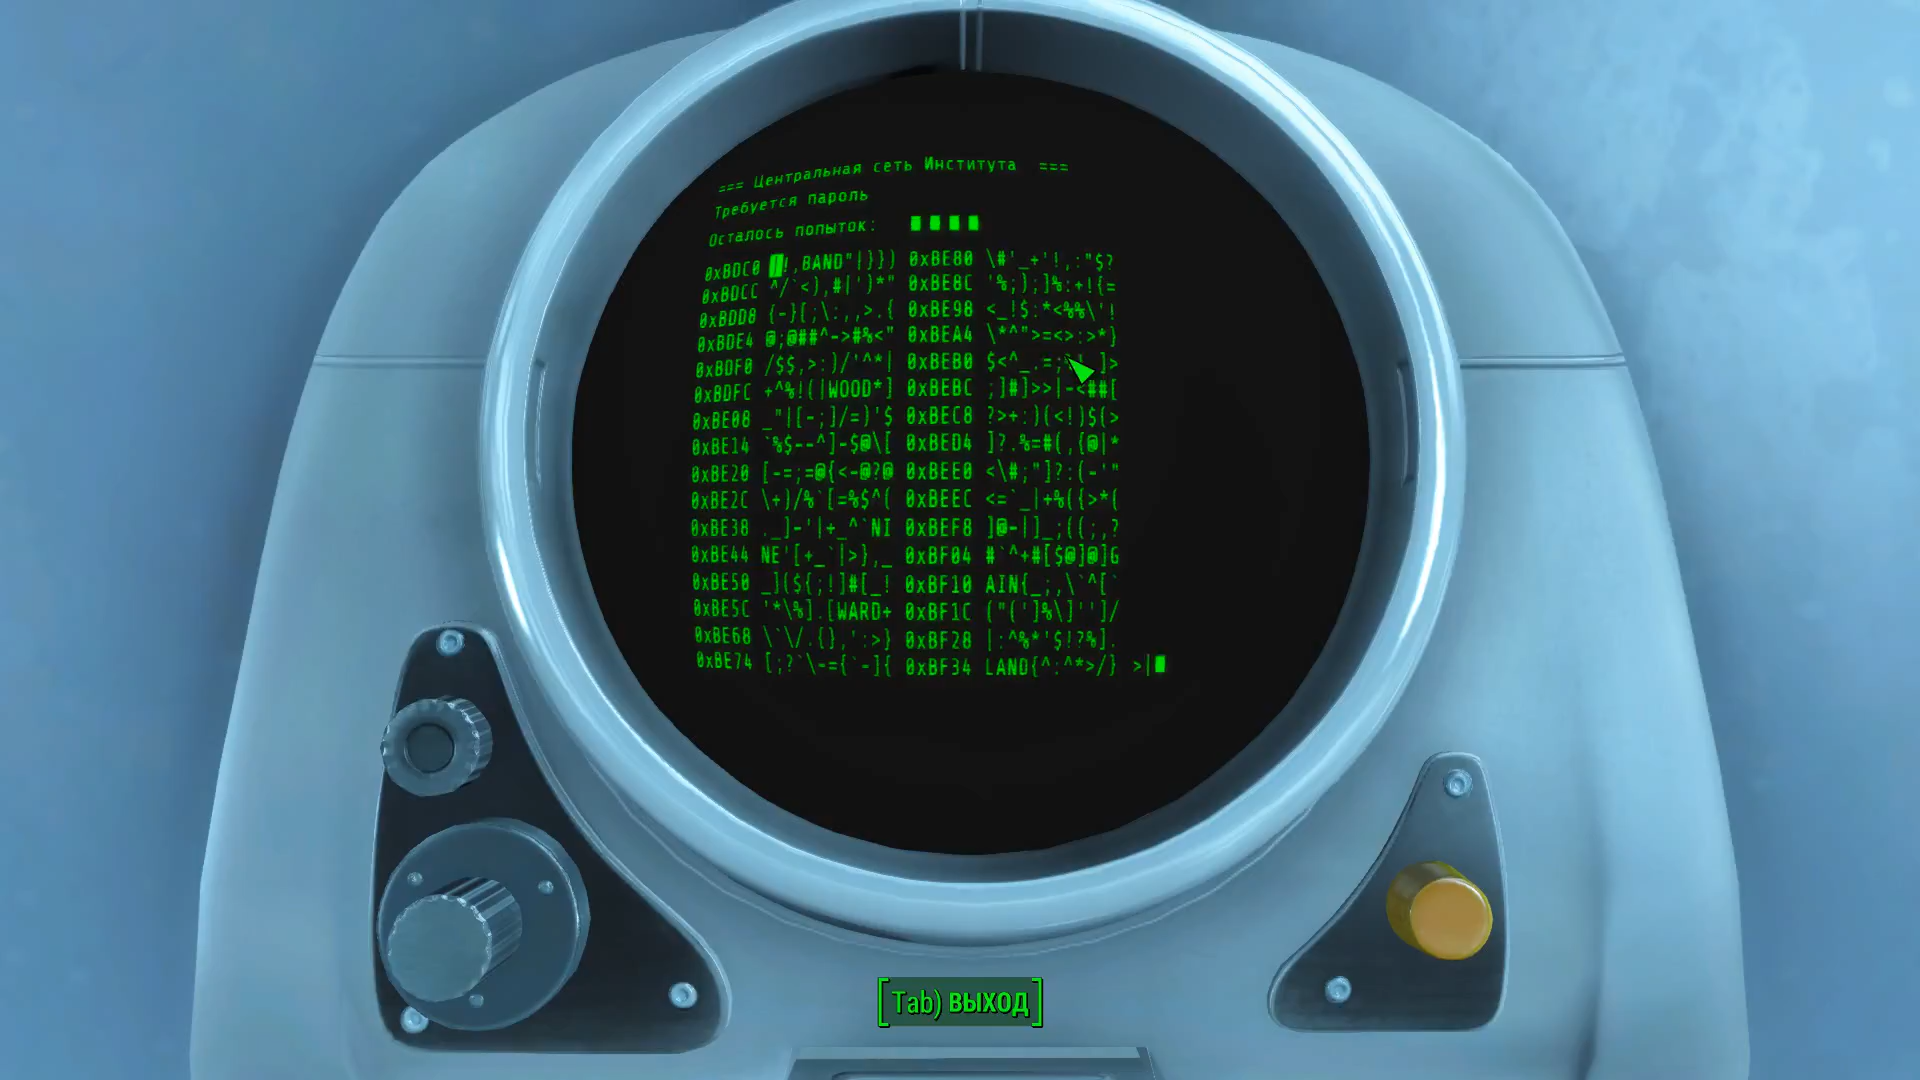 === Центральная сеть Института ===
Требуется пароль
Осталось попыток: ■ ■ ■ ■
0xBDC0 !,BAND"|}}) 0xBE80 \#'_+'!,:"$?
0xBDCC ^/`<),#|')*" 0xBE8C '%;);]%:+!{=
0xBDD8 {-}[;\:,,>.{ 0xBE98 <_!$:*<%%\'!
0xBDE4 @;@##^->#%<" 0xBEA4 \*^">=<>:>*}
0xBDF0 /$$,>:)/'^*| 0xBEB0 $<^_.=; ]>
0xBDFC +^%!(|WOOD*] 0xBEBC ;]#]>>|-<##[
0xBE08 _"|[-;]/=)'$ 0xBEC8 ?>+:)(<!)$(>
0xBE14 `%$--^]-$@\[ 0xBED4 ]?.%=#(,{@|*
0xBE20 [-=;=@{<-@?@ 0xBEE0 <\#;"]?:(-'"
0xBE2C \+)/%`[=%$^( 0xBEEC <=`_|+%({>*(
0xBE38 ._]-'|+_^`NI 0xBEF8 ]@-|]_;((;,?
0xBE44 NE'[+_`|>},_ 0xBF04 #`^+#[$@]@]G
0xBE50 _](${;!]#[_! 0xBF10 AIN{_;,\`^[`
0xBE5C '*\%].[WARD+ 0xBF1C ("(']%\]'']/
0xBE68 \`\/.{},':>} 0xBF28 |:^%*'$!?%].
0xBE74 [;?`\-={`-]{ 0xBF34 LAND{^:^*>/} >|■
[Tab) ВЫХОД]